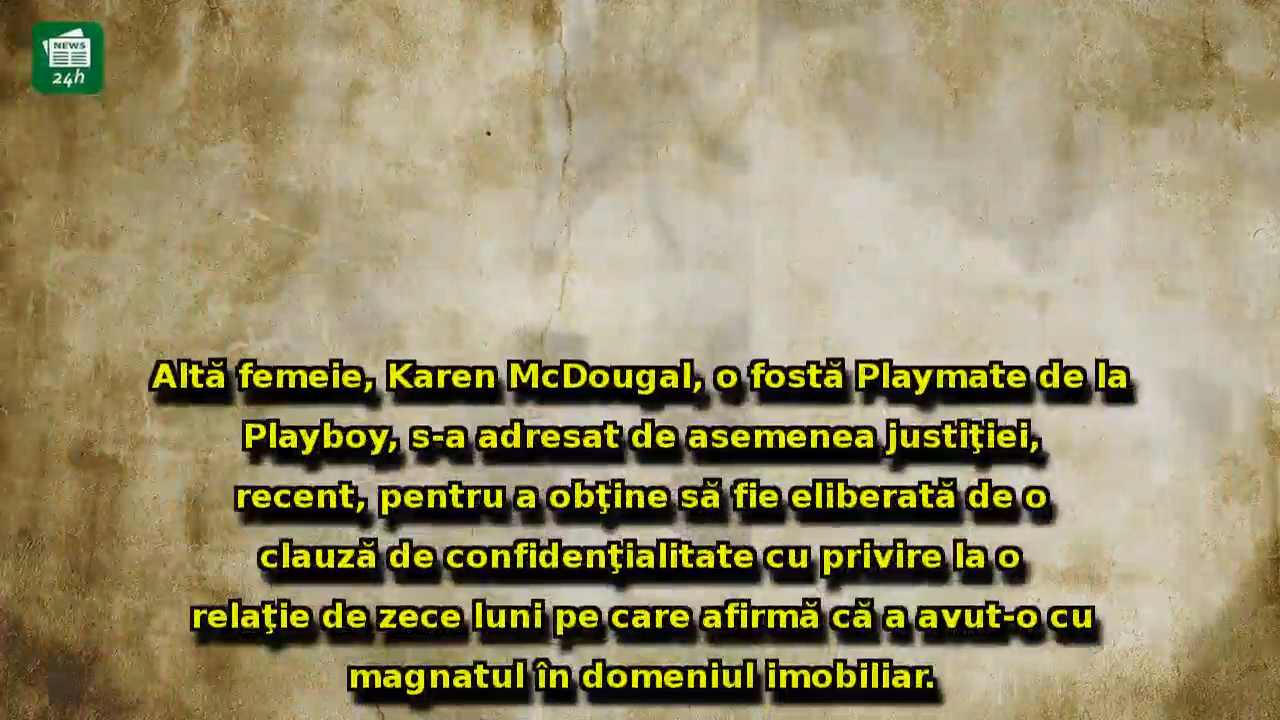 NEWS
24h
Altă femeie, Karen McDougal, o fostă Playmate de la
Playboy, s-a adresat de asemenea justiţiei,
recent, pentru a obţine să fie eliberată de o
clauză de confidenţialitate cu privire la o
relaţie de zece luni pe care afirmă că a avut-o cu
magnatul în domeniul imobiliar.